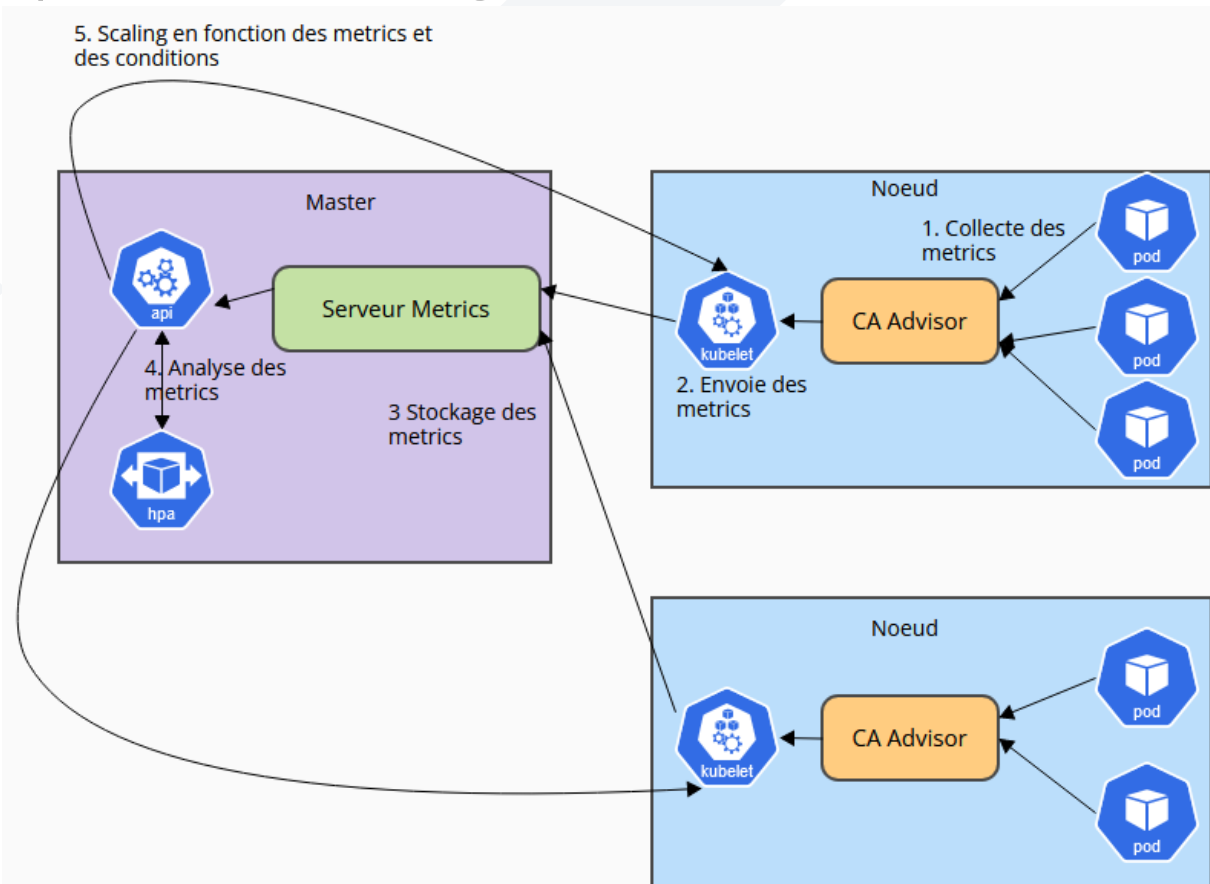 5. Scaling en fonction des metrics et
des conditions
Master
api
Serveur Metrics
4. Analyse des
metrics
3 Stockage des
metrics
hpa
Noeud
1. Collecte des
metrics
pod
kubelet
CA Advisor
pod
2. Envoie des
metrics
pod
Noeud
pod
kubelet
CA Advisor
pod